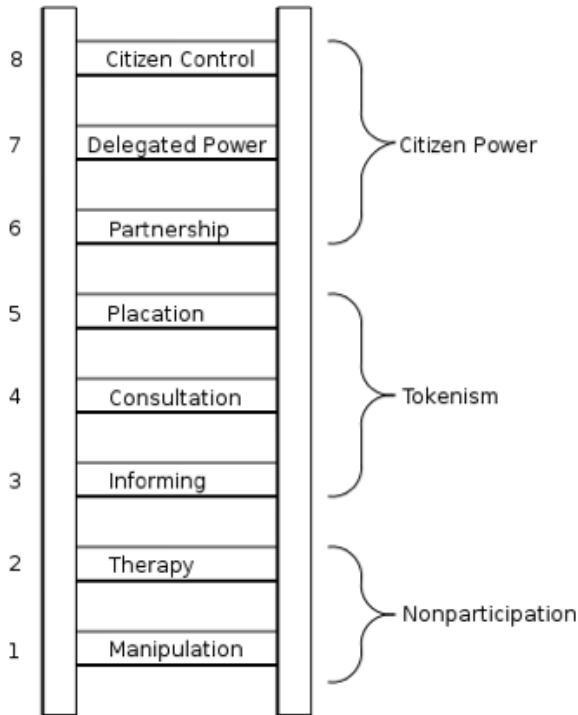 8 Citizen Control
7 Delegated Power
Citizen Power
6 Partnership
5 Placation
4 Consultation
Tokenism
3 Informing
2 Therapy
Nonparticipation
1 Manipulation